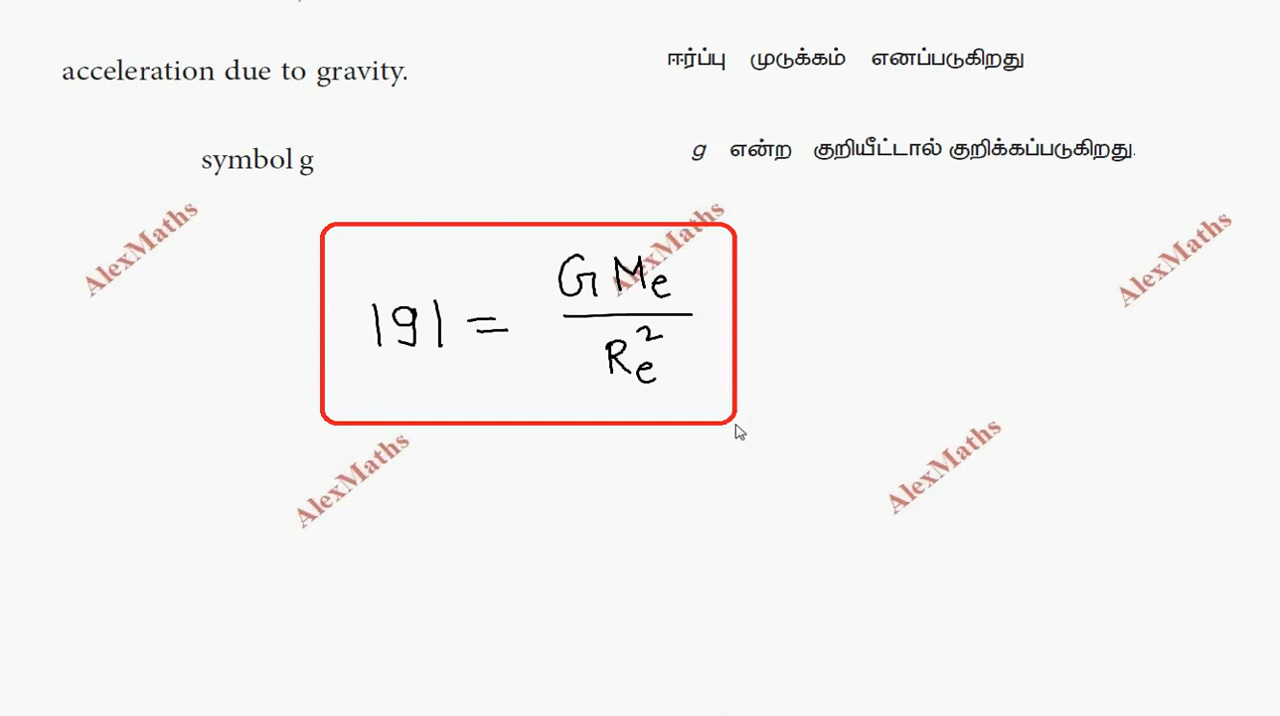 acceleration due to gravity.
ஈர்ப்பு முடுக்கம் எனப்படுகிறது
symbol g
g என்ற குறியீட்டால் குறிக்கப்படுகிறது.
AlexMaths
AlexMaths
AlexMaths
|g| = G Me / Re²
AlexMaths
AlexMaths